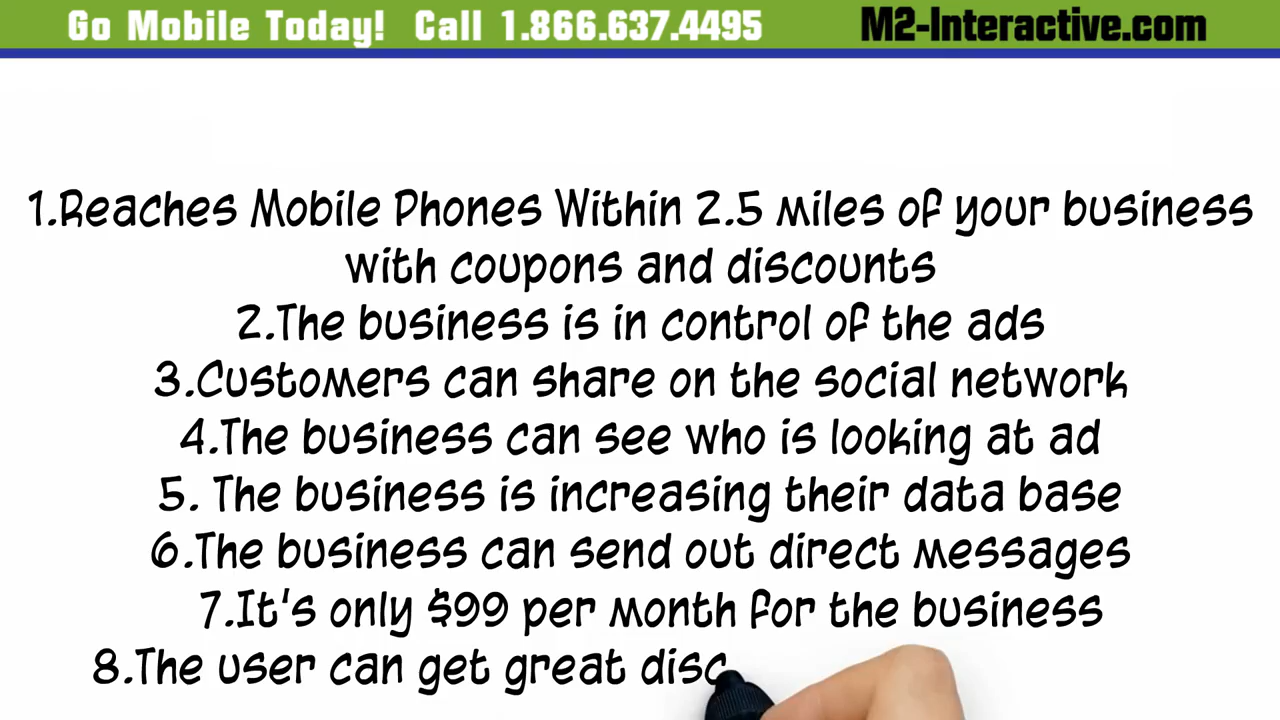 Go Mobile Today! Call 1.866.637.4495 M2-Interactive.com
1.Reaches Mobile Phones Within 2.5 miles of your business
with coupons and discounts
2.The business is in control of the ads
3.Customers can share on the social network
4.The business can see who is looking at ad
5. The business is increasing their data base
6.The business can send out direct messages
7.It's only $99 per month for the business
8.The user can get great disc